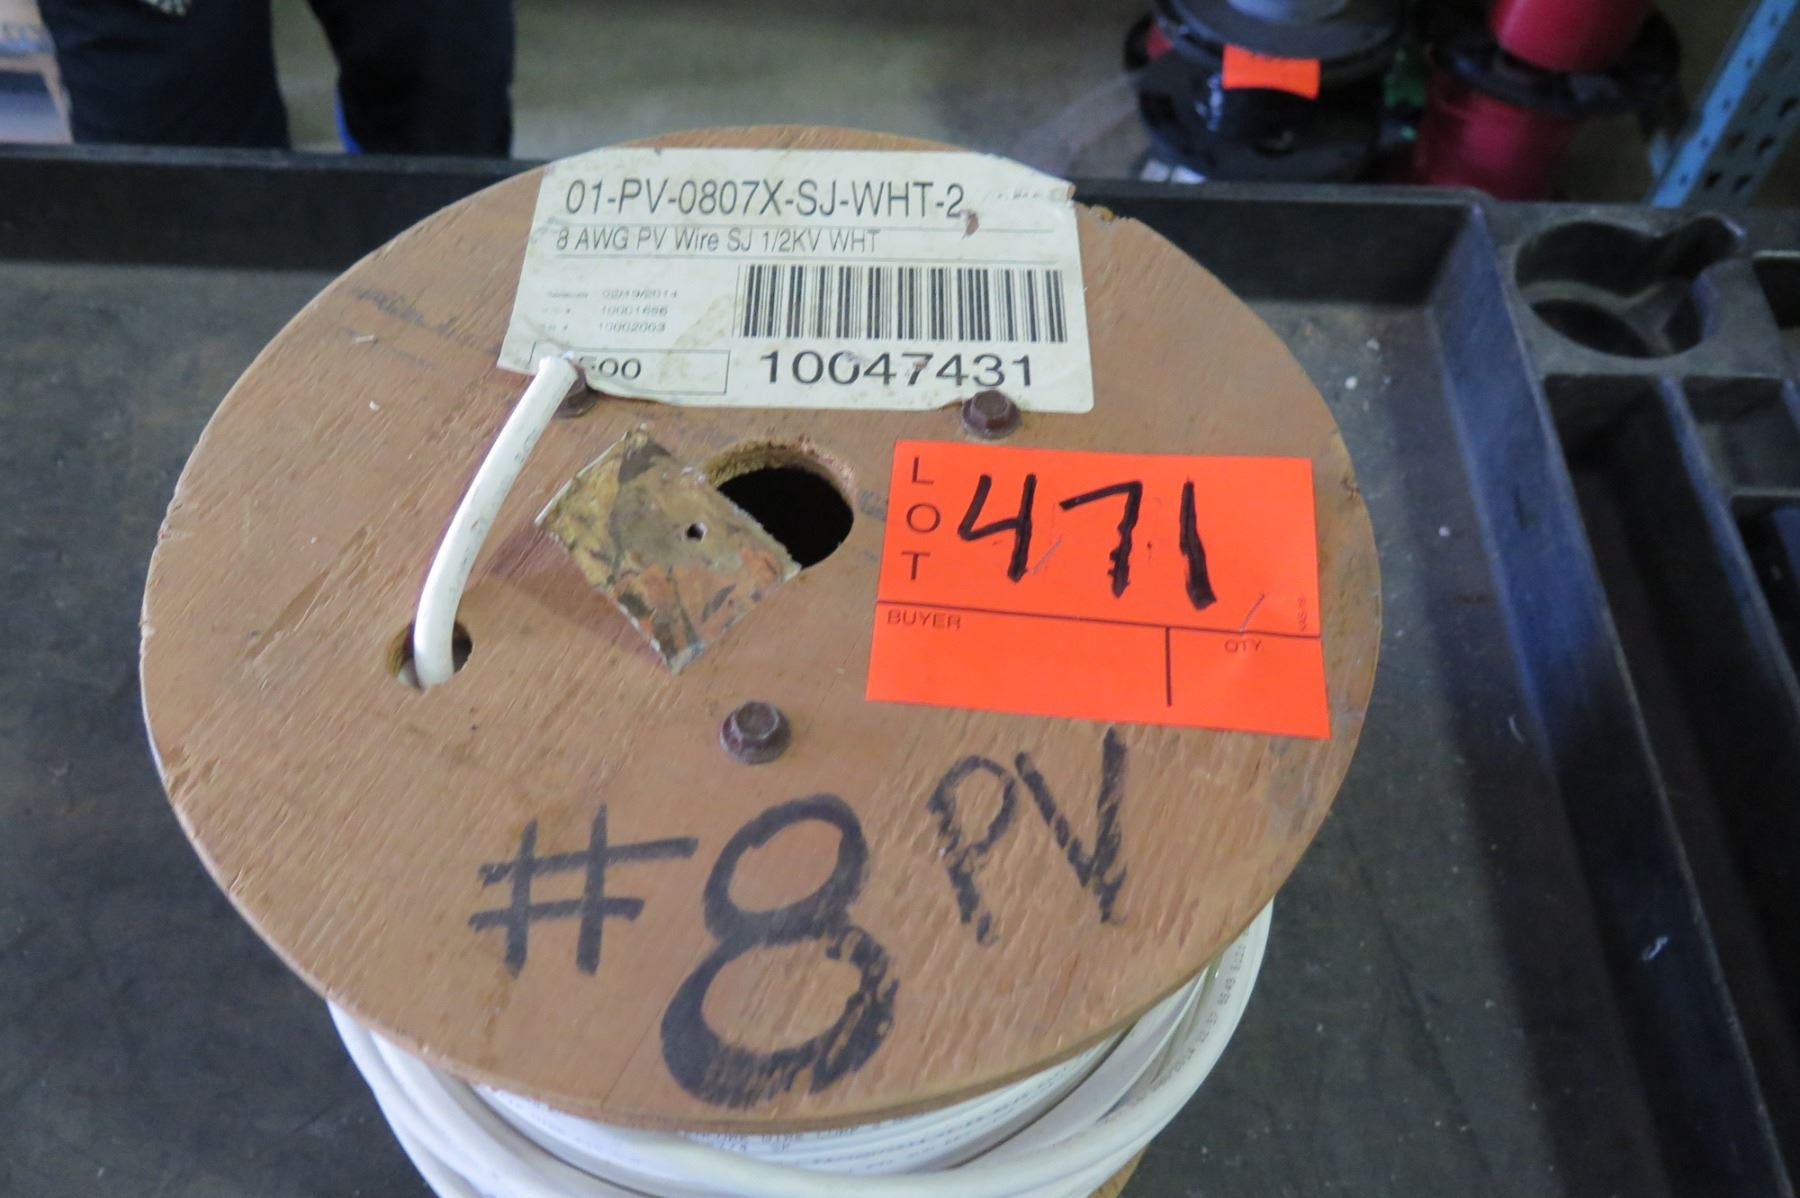 01-PV-0807X-SJ-WHT-2
8 AWG PV Wire SJ 1/2KV WHT
02/19/2014
10001686
10002003
500
10047431
LOT 471
BUYER
QTY
#8 PV